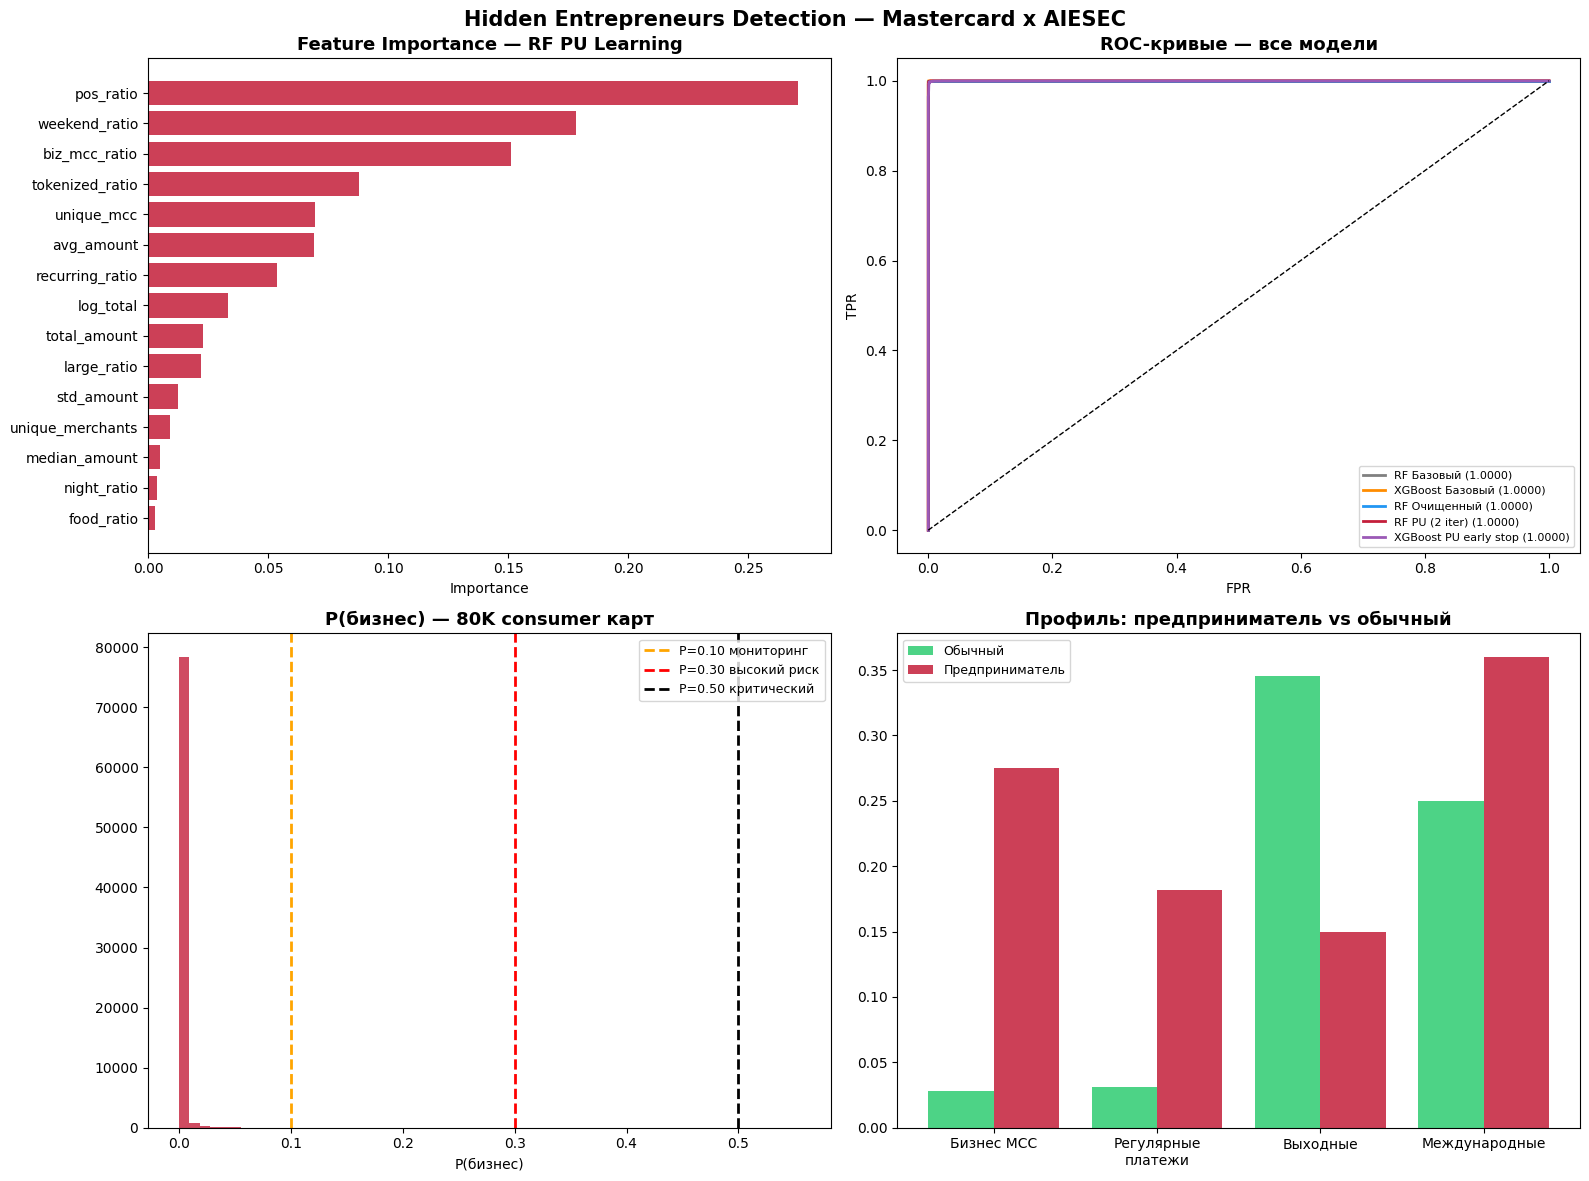 Hidden Entrepreneurs Detection — Mastercard x AIESEC
Feature Importance — RF PU Learning
pos_ratio
weekend_ratio
biz_mcc_ratio
tokenized_ratio
unique_mcc
avg_amount
recurring_ratio
log_total
total_amount
large_ratio
std_amount
unique_merchants
median_amount
night_ratio
food_ratio
0.00 0.05 0.10 0.15 0.20 0.25
Importance
ROC-кривые — все модели
TPR
1.0
0.8
0.6
0.4
0.2
0.0
RF Базовый (1.0000)
XGBoost Базовый (1.0000)
RF Очищенный (1.0000)
RF PU (2 iter) (1.0000)
XGBoost PU early stop (1.0000)
0.0 0.2 0.4 0.6 0.8 1.0
FPR
P(бизнес) — 80K consumer карт
80000
70000
60000
50000
40000
30000
20000
10000
0
P=0.10 мониторинг
P=0.30 высокий риск
P=0.50 критический
0.0 0.1 0.2 0.3 0.4 0.5
P(бизнес)
Профиль: предприниматель vs обычный
Обычный
Предприниматель
0.35
0.30
0.25
0.20
0.15
0.10
0.05
0.00
Бизнес MCC
Регулярные
платежи
Выходные
Международные